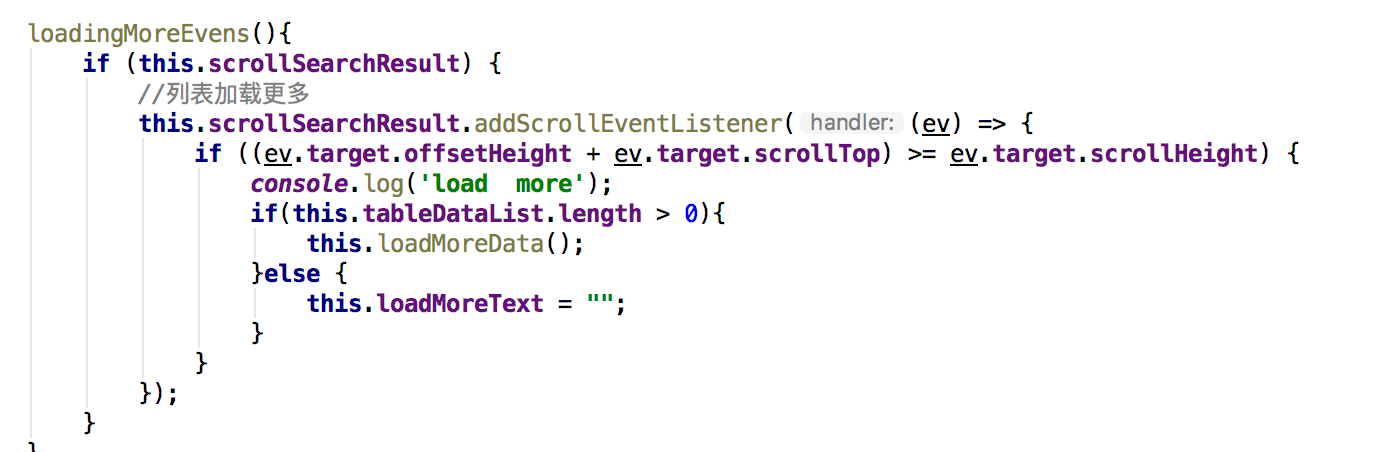 loadingMoreEvens(){
if (this.scrollSearchResult) {
//列表加载更多
this.scrollSearchResult.addScrollEventListener( handler: (ev) => {
if ((ev.target.offsetHeight + ev.target.scrollTop) >= ev.target.scrollHeight) {
console.log('load  more');
if(this.tableDataList.length > 0){
this.loadMoreData();
}else {
this.loadMoreText = "";
}
}
});
}
}